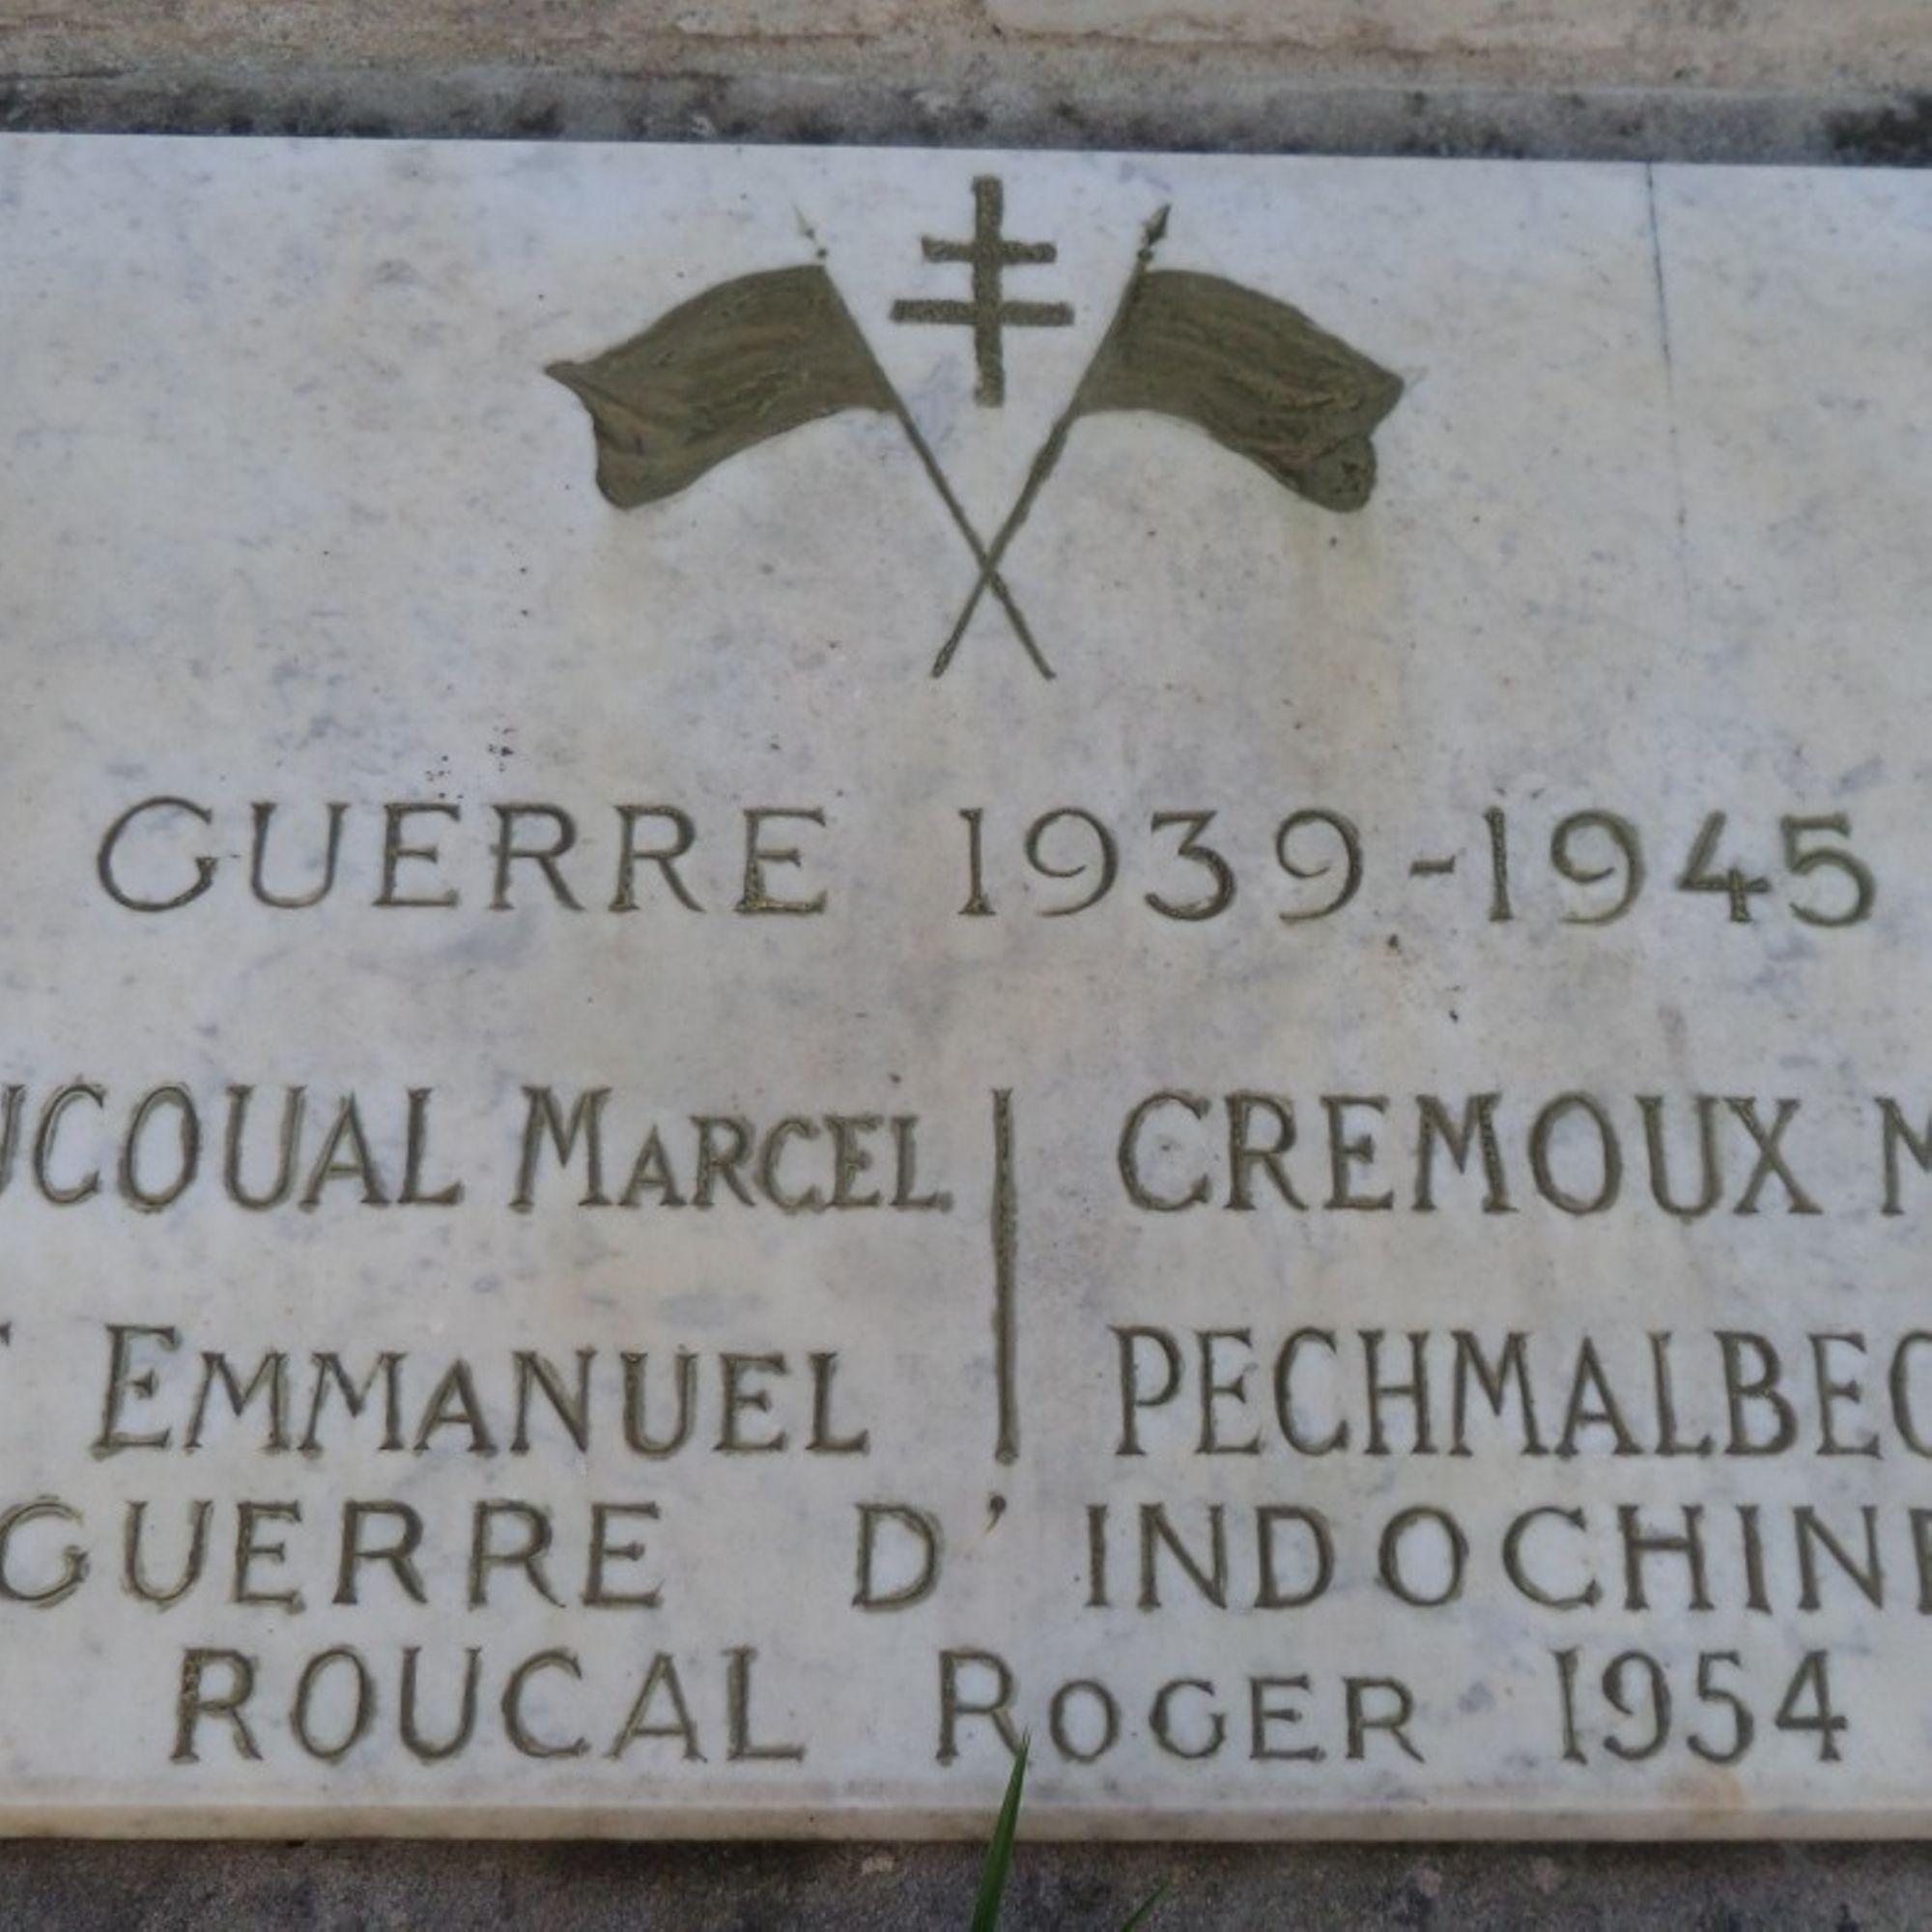 GUERRE 1939-1945
UCOUAL MARCEL | CREMOUX
EMMANUEL | PECHMALBEC
GUERRE D'INDOCHINE
ROUCAL ROGER 1954